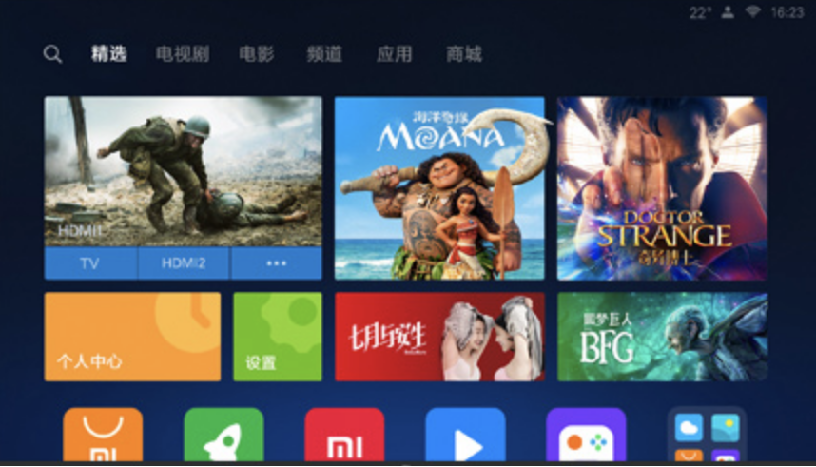 22° 16:23
精选 电视剧 电影 频道 应用 商城
海洋奇缘
MOANA
HDMI1
TV HDMI2 •••
DOCTOR
STRANGE
奇异博士
个人中心
设置
七月与安生
圆梦巨人
BFG
mi
mi